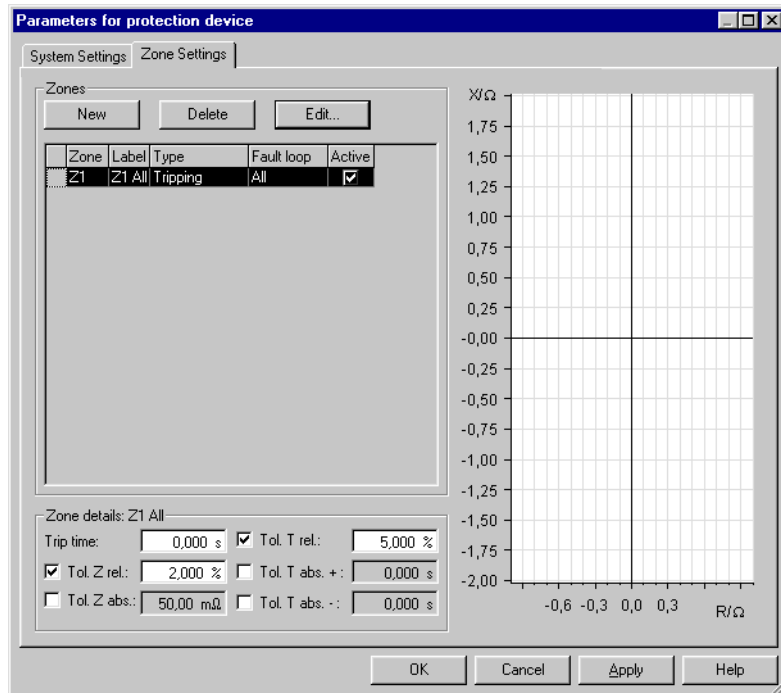 Parameters for protection device
System Settings
Zone Settings
Zones
New
Delete
Edit...
Zone Label Type Fault loop Active
Z1 Z1 All Tripping All
Zone details: Z1 All
Trip time: 0,000 s Tol. T rel.: 5,000 %
Tol. Z rel.: 2,000 % Tol. T abs. + : 0,000 s
Tol. Z abs.: 50,00 mΩ Tol. T abs. - : 0,000 s
X/Ω
1,75
1,50
1,25
1,00
0,75
0,50
0,25
-0,00
-0,25
-0,50
-0,75
-1,00
-1,25
-1,50
-1,75
-2,00
-0,6 -0,3 0,0 0,3 R/Ω
OK
Cancel
Apply
Help